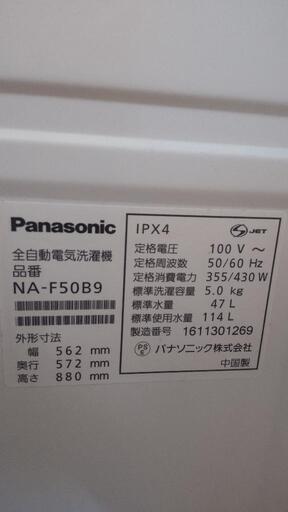 Panasonic
全自動電気洗濯機
品番
NA-F50B9
外形寸法
幅 562 mm
奥行 572 mm
高さ 880 mm
IPX4
S JET
定格電圧 100 V ～
定格周波数 50/60 Hz
定格消費電力 355/430 W
標準洗濯容量 5.0 kg
標準水量 47 L
標準使用水量 114 L
製造番号 1611301269
PS E パナソニック株式会社
中国製